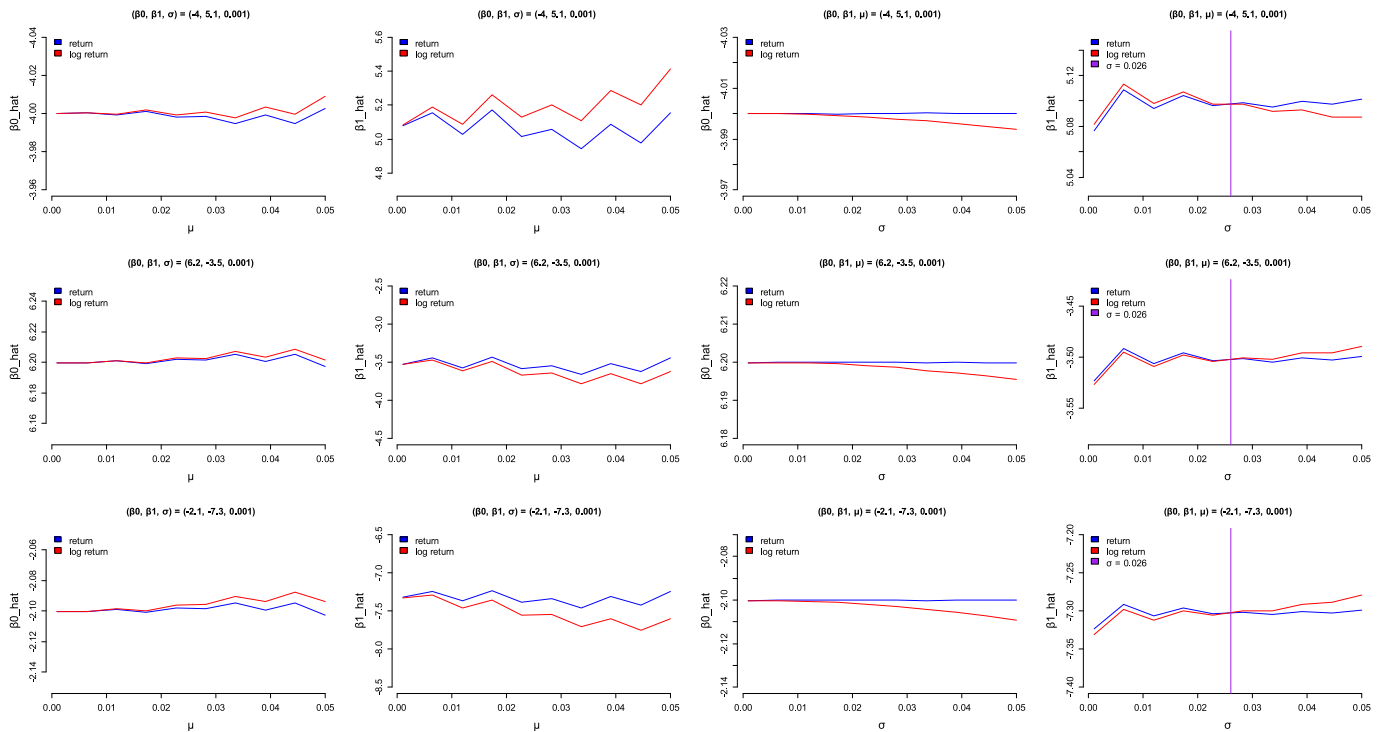 (β0, β1, σ) = (-4, 5.1, 0.001)
return
log return
β0_hat
-4.04
-4.02
-4.00
-3.98
-3.96
0.00 0.01 0.02 0.03 0.04 0.05
μ
(β0, β1, σ) = (-4, 5.1, 0.001)
return
log return
β1_hat
5.6
5.4
5.2
5.0
4.8
0.00 0.01 0.02 0.03 0.04 0.05
μ
(β0, β1, μ) = (-4, 5.1, 0.001)
return
log return
β0_hat
-4.03
-4.01
-3.99
-3.97
0.00 0.01 0.02 0.03 0.04 0.05
σ
(β0, β1, μ) = (-4, 5.1, 0.001)
return
log return
σ = 0.026
β1_hat
5.12
5.08
5.04
0.00 0.01 0.02 0.03 0.04 0.05
σ
(β0, β1, σ) = (6.2, -3.5, 0.001)
return
log return
β0_hat
6.24
6.22
6.20
6.18
6.16
0.00 0.01 0.02 0.03 0.04 0.05
μ
(β0, β1, σ) = (6.2, -3.5, 0.001)
return
log return
β1_hat
-2.5
-3.0
-3.5
-4.0
-4.5
0.00 0.01 0.02 0.03 0.04 0.05
μ
(β0, β1, μ) = (6.2, -3.5, 0.001)
return
log return
β0_hat
6.22
6.21
6.20
6.19
6.18
0.00 0.01 0.02 0.03 0.04 0.05
σ
(β0, β1, μ) = (6.2, -3.5, 0.001)
return
log return
σ = 0.026
β1_hat
-3.45
-3.50
-3.55
0.00 0.01 0.02 0.03 0.04 0.05
σ
(β0, β1, σ) = (-2.1, -7.3, 0.001)
return
log return
β0_hat
-2.06
-2.08
-2.10
-2.12
-2.14
0.00 0.01 0.02 0.03 0.04 0.05
μ
(β0, β1, σ) = (-2.1, -7.3, 0.001)
return
log return
β1_hat
-6.5
-7.0
-7.5
-8.0
-8.5
0.00 0.01 0.02 0.03 0.04 0.05
μ
(β0, β1, μ) = (-2.1, -7.3, 0.001)
return
log return
β0_hat
-2.08
-2.10
-2.12
-2.14
0.00 0.01 0.02 0.03 0.04 0.05
σ
(β0, β1, μ) = (-2.1, -7.3, 0.001)
return
log return
σ = 0.026
β1_hat
-7.20
-7.25
-7.30
-7.35
-7.40
0.00 0.01 0.02 0.03 0.04 0.05
σ